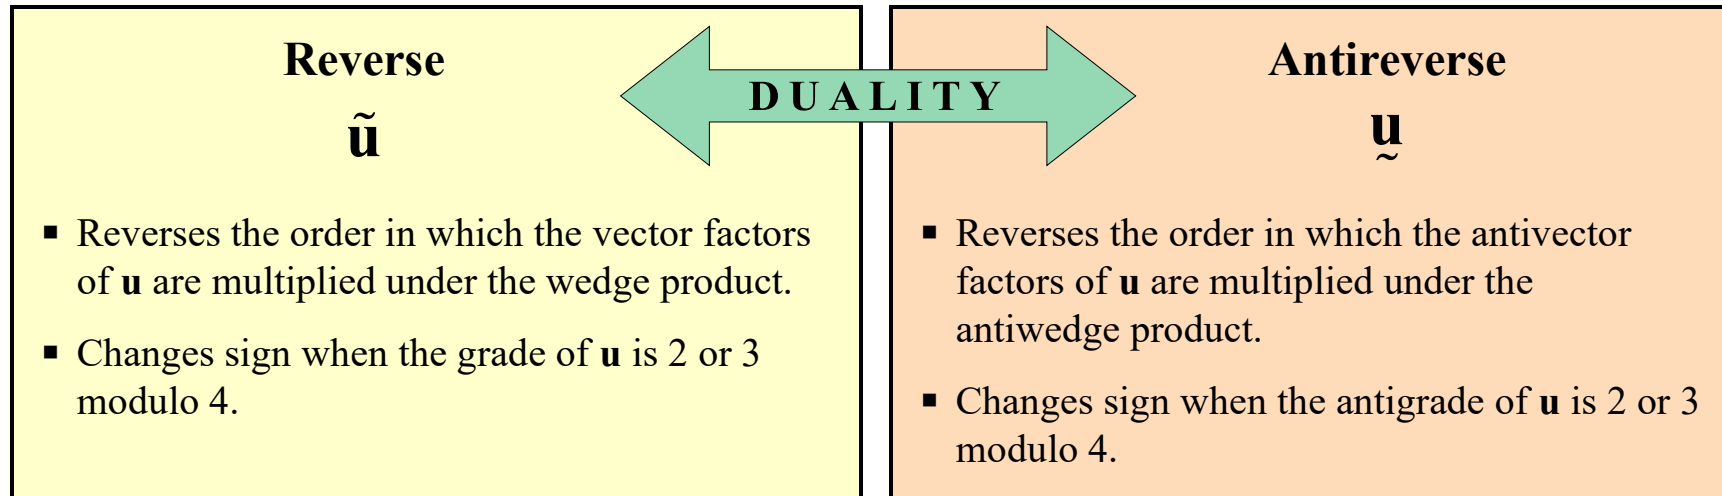 Reverse
ũ
▪ Reverses the order in which the vector factors
of u are multiplied under the wedge product.
▪ Changes sign when the grade of u is 2 or 3
modulo 4.
DUALITY
Antireverse
ṵ
▪ Reverses the order in which the antivector
factors of u are multiplied under the
antiwedge product.
▪ Changes sign when the antigrade of u is 2 or 3
modulo 4.